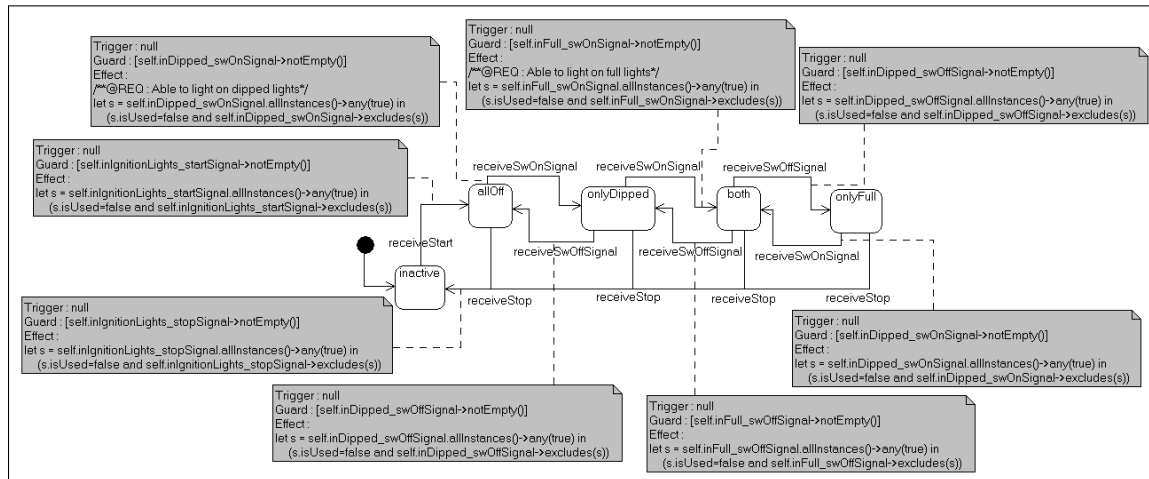 Trigger : null
Guard : [self.inDipped_swOnSignal->notEmpty()]
Effect :
/**@REQ : Able to light on dipped lights*/
let s = self.inDipped_swOnSignal.allInstances()->any(true) in
(s.isUsed=false and self.inDipped_swOnSignal->excludes(s))
Trigger : null
Guard : [self.inFull_swOnSignal->notEmpty()]
Effect :
/**@REQ : Able to light on full lights*/
let s = self.inFull_swOnSignal.allInstances()->any(true) in
(s.isUsed=false and self.inFull_swOnSignal->excludes(s))
Trigger : null
Guard : [self.inDipped_swOffSignal->notEmpty()]
Effect :
let s = self.inDipped_swOffSignal.allInstances()->any(true) in
(s.isUsed=false and self.inDipped_swOffSignal->excludes(s))
Trigger : null
Guard : [self.inIgnitionLights_startSignal->notEmpty()]
Effect :
let s = self.inIgnitionLights_startSignal.allInstances()->any(true) in
(s.isUsed=false and self.inIgnitionLights_startSignal->excludes(s))
receiveSwOnSignal
receiveSwOnSignal
receiveSwOffSignal
allOff
onlyDipped
both
onlyFull
receiveStart
receiveSwOffSignal
receiveSwOffSignal
receiveSwOnSignal
inactive
receiveStop
receiveStop
receiveStop
receiveStop
Trigger : null
Guard : [self.inIgnitionLights_stopSignal->notEmpty()]
Effect :
let s = self.inIgnitionLights_stopSignal.allInstances()->any(true) in
(s.isUsed=false and self.inIgnitionLights_stopSignal->excludes(s))
Trigger : null
Guard : [self.inDipped_swOnSignal->notEmpty()]
Effect :
let s = self.inDipped_swOnSignal.allInstances()->any(true) in
(s.isUsed=false and self.inDipped_swOnSignal->excludes(s))
Trigger : null
Guard : [self.inDipped_swOffSignal->notEmpty()]
Effect :
let s = self.inDipped_swOffSignal.allInstances()->any(true) in
(s.isUsed=false and self.inDipped_swOffSignal->excludes(s))
Trigger : null
Guard : [self.inFull_swOffSignal->notEmpty()]
Effect :
let s = self.inFull_swOffSignal.allInstances()->any(true) in
(s.isUsed=false and self.inFull_swOffSignal->excludes(s))